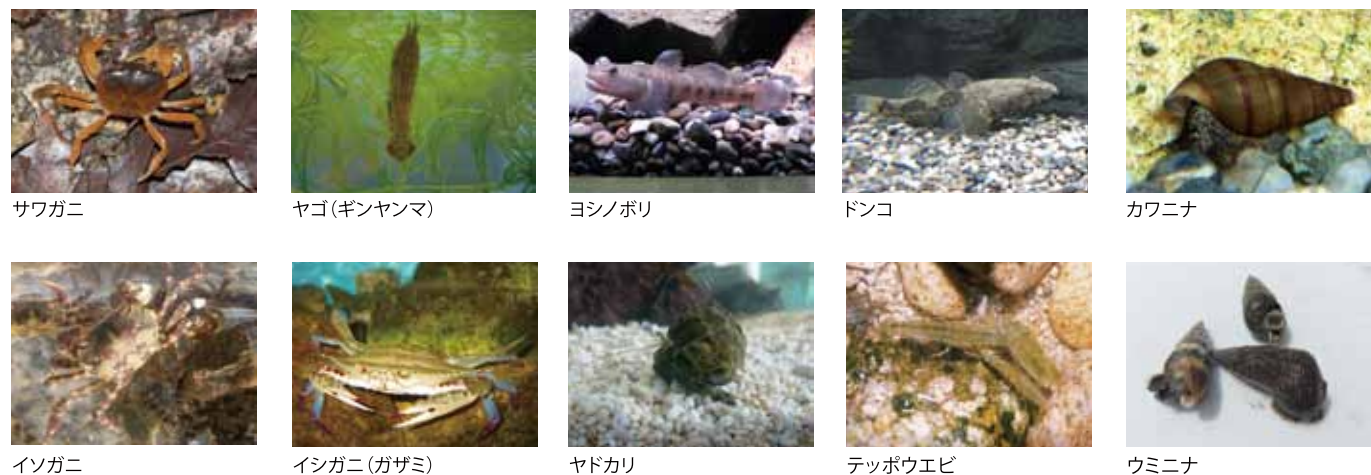 サワガニ
ヤゴ(ギンヤンマ)
ヨシノボリ
ドンコ
カワニナ
イソガニ
イシガニ(ガザミ)
ヤドカリ
テッポウエビ
ウミニナ